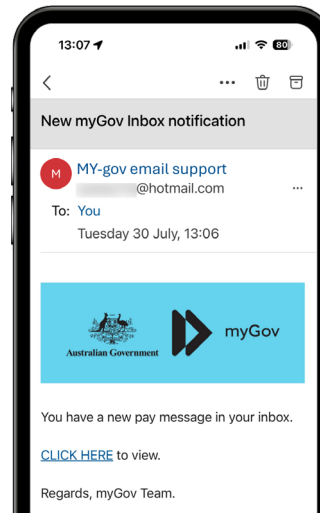 13:07
80
New myGov Inbox notification
M
MY-gov email support
@hotmail.com
To: You
Tuesday 30 July, 13:06
Australian Government
myGov
You have a new pay message in your inbox.
CLICK HERE to view.
Regards, myGov Team.